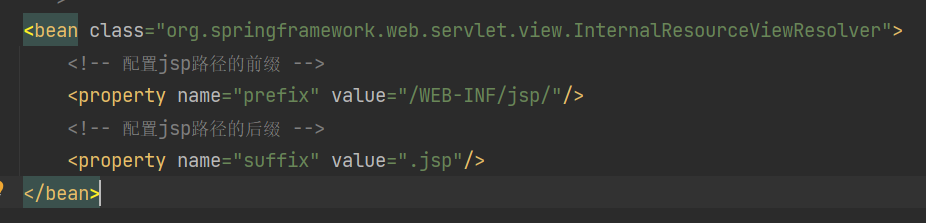 <bean class="org.springframework.web.servlet.view.InternalResourceViewResolver">
<!-- 配置jsp路径的前缀 -->
<property name="prefix" value="/WEB-INF/jsp/"/>
<!-- 配置jsp路径的后缀 -->
<property name="suffix" value=".jsp"/>
</bean>